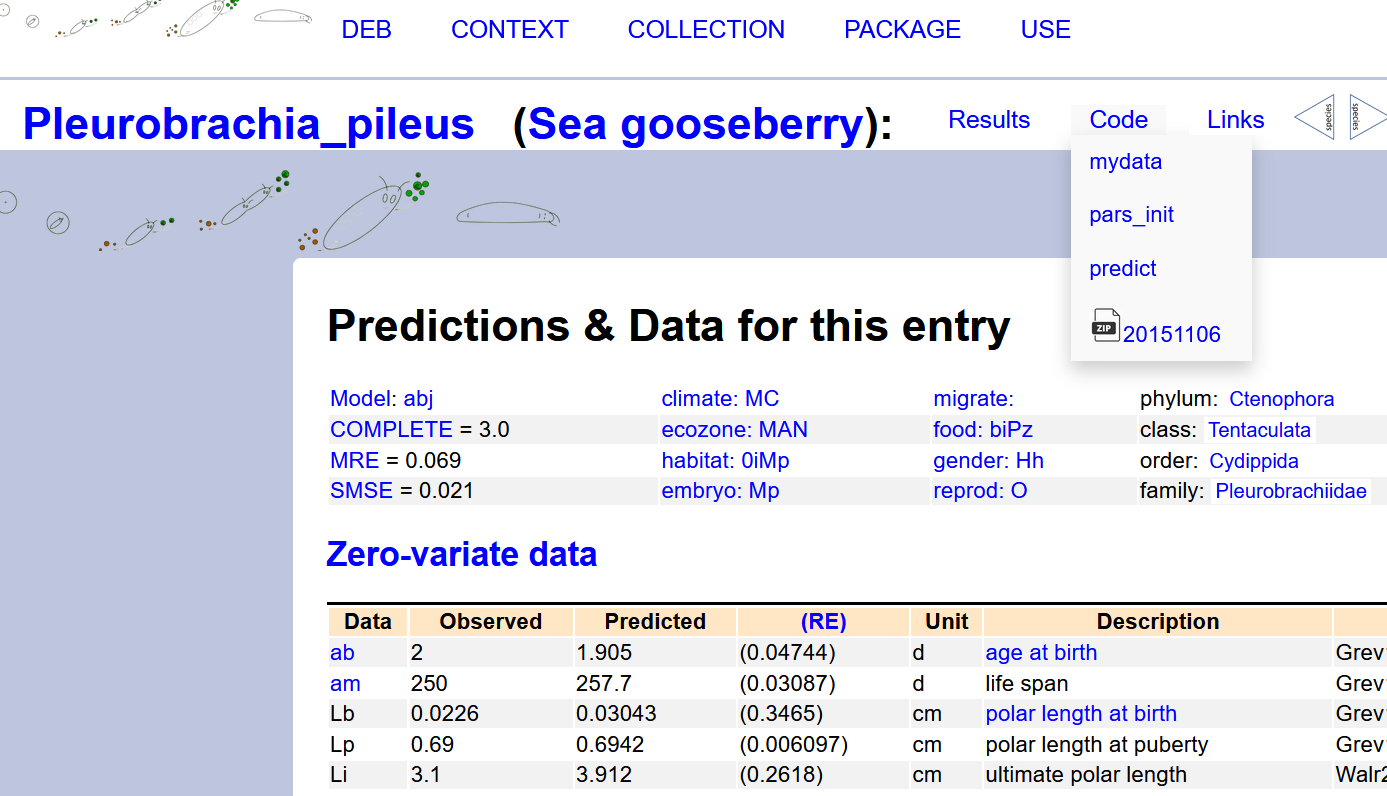 DEB CONTEXT COLLECTION PACKAGE USE
Pleurobrachia_pileus (Sea gooseberry): Results Code Links species species
mydata
pars_init
predict
ZIP 20151106
Predictions & Data for this entry
Model: abj climate: MC migrate: phylum: Ctenophora
COMPLETE = 3.0 ecozone: MAN food: biPz class: Tentaculata
MRE = 0.069 habitat: 0iMp gender: Hh order: Cydippida
SMSE = 0.021 embryo: Mp reprod: O family: Pleurobrachiidae
Zero-variate data
Data Observed Predicted (RE) Unit Description
ab 2 1.905 (0.04744) d age at birth Grev
am 250 257.7 (0.03087) d life span Grev
Lb 0.0226 0.03043 (0.3465) cm polar length at birth Grev
Lp 0.69 0.6942 (0.006097) cm polar length at puberty Grev
Li 3.1 3.912 (0.2618) cm ultimate polar length Walr2